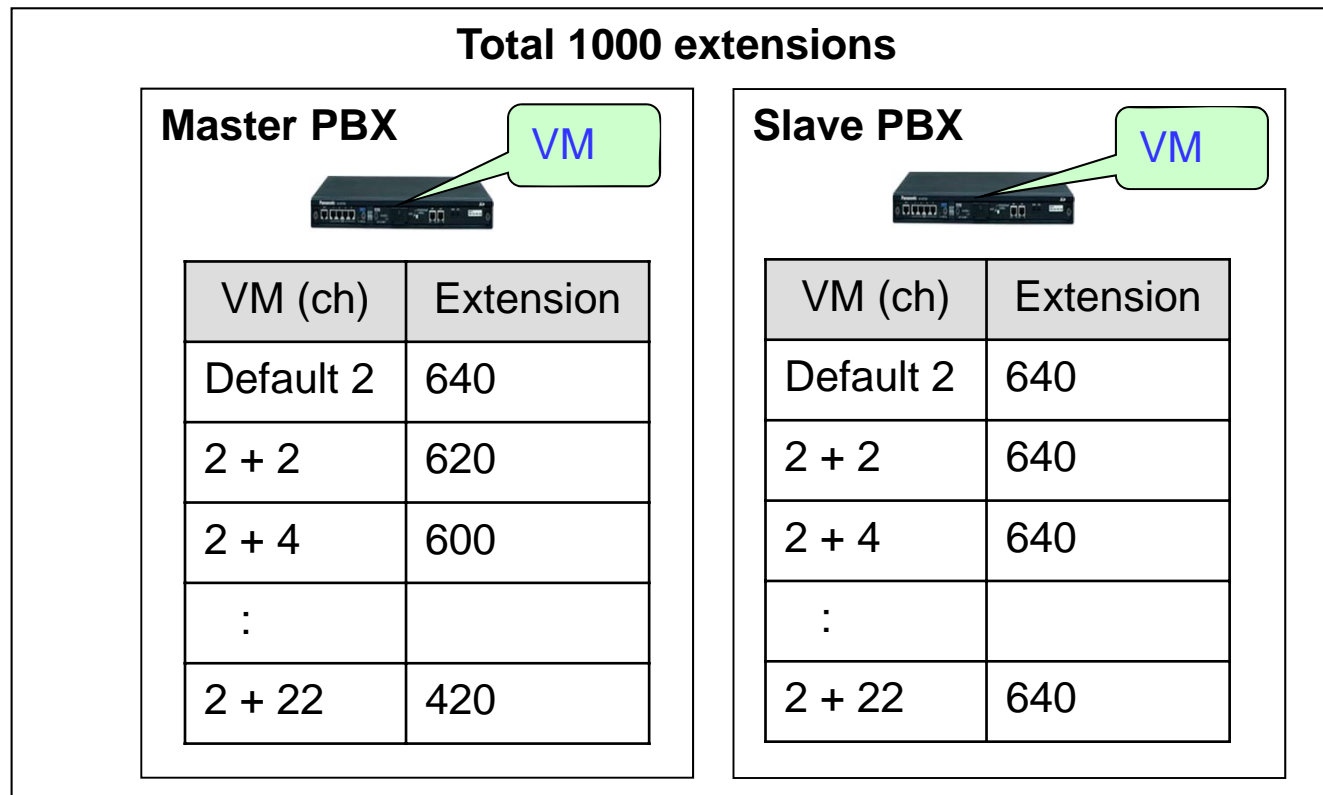 Total 1000 extensions
Master PBX
VM
VM (ch) Extension
Default 2 640
2 + 2 620
2 + 4 600
:
2 + 22 420
Slave PBX
VM
VM (ch) Extension
Default 2 640
2 + 2 640
2 + 4 640
:
2 + 22 640